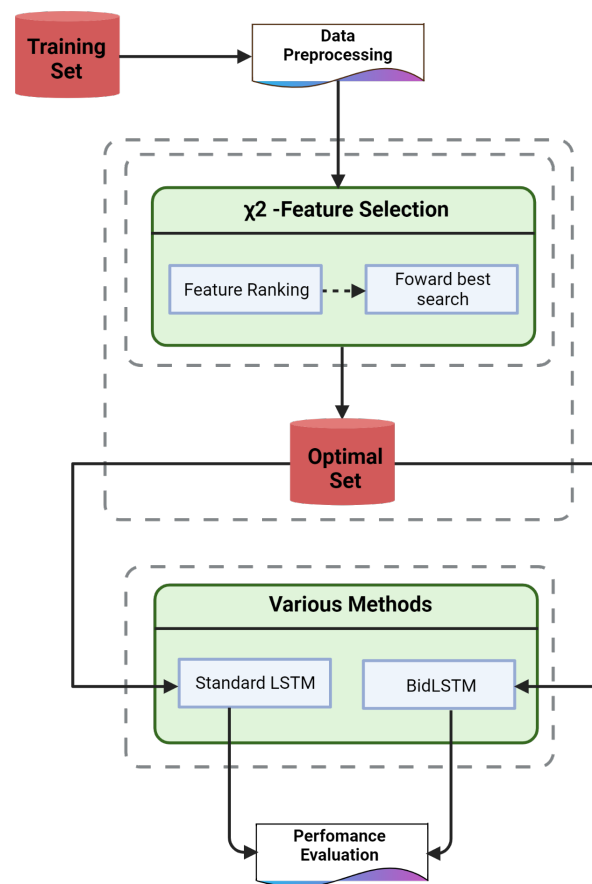 Training
Set
Data
Preprocessing
χ2 -Feature Selection
Feature Ranking
Foward best
search
Optimal
Set
Various Methods
Standard LSTM
BidLSTM
Perfomance
Evaluation